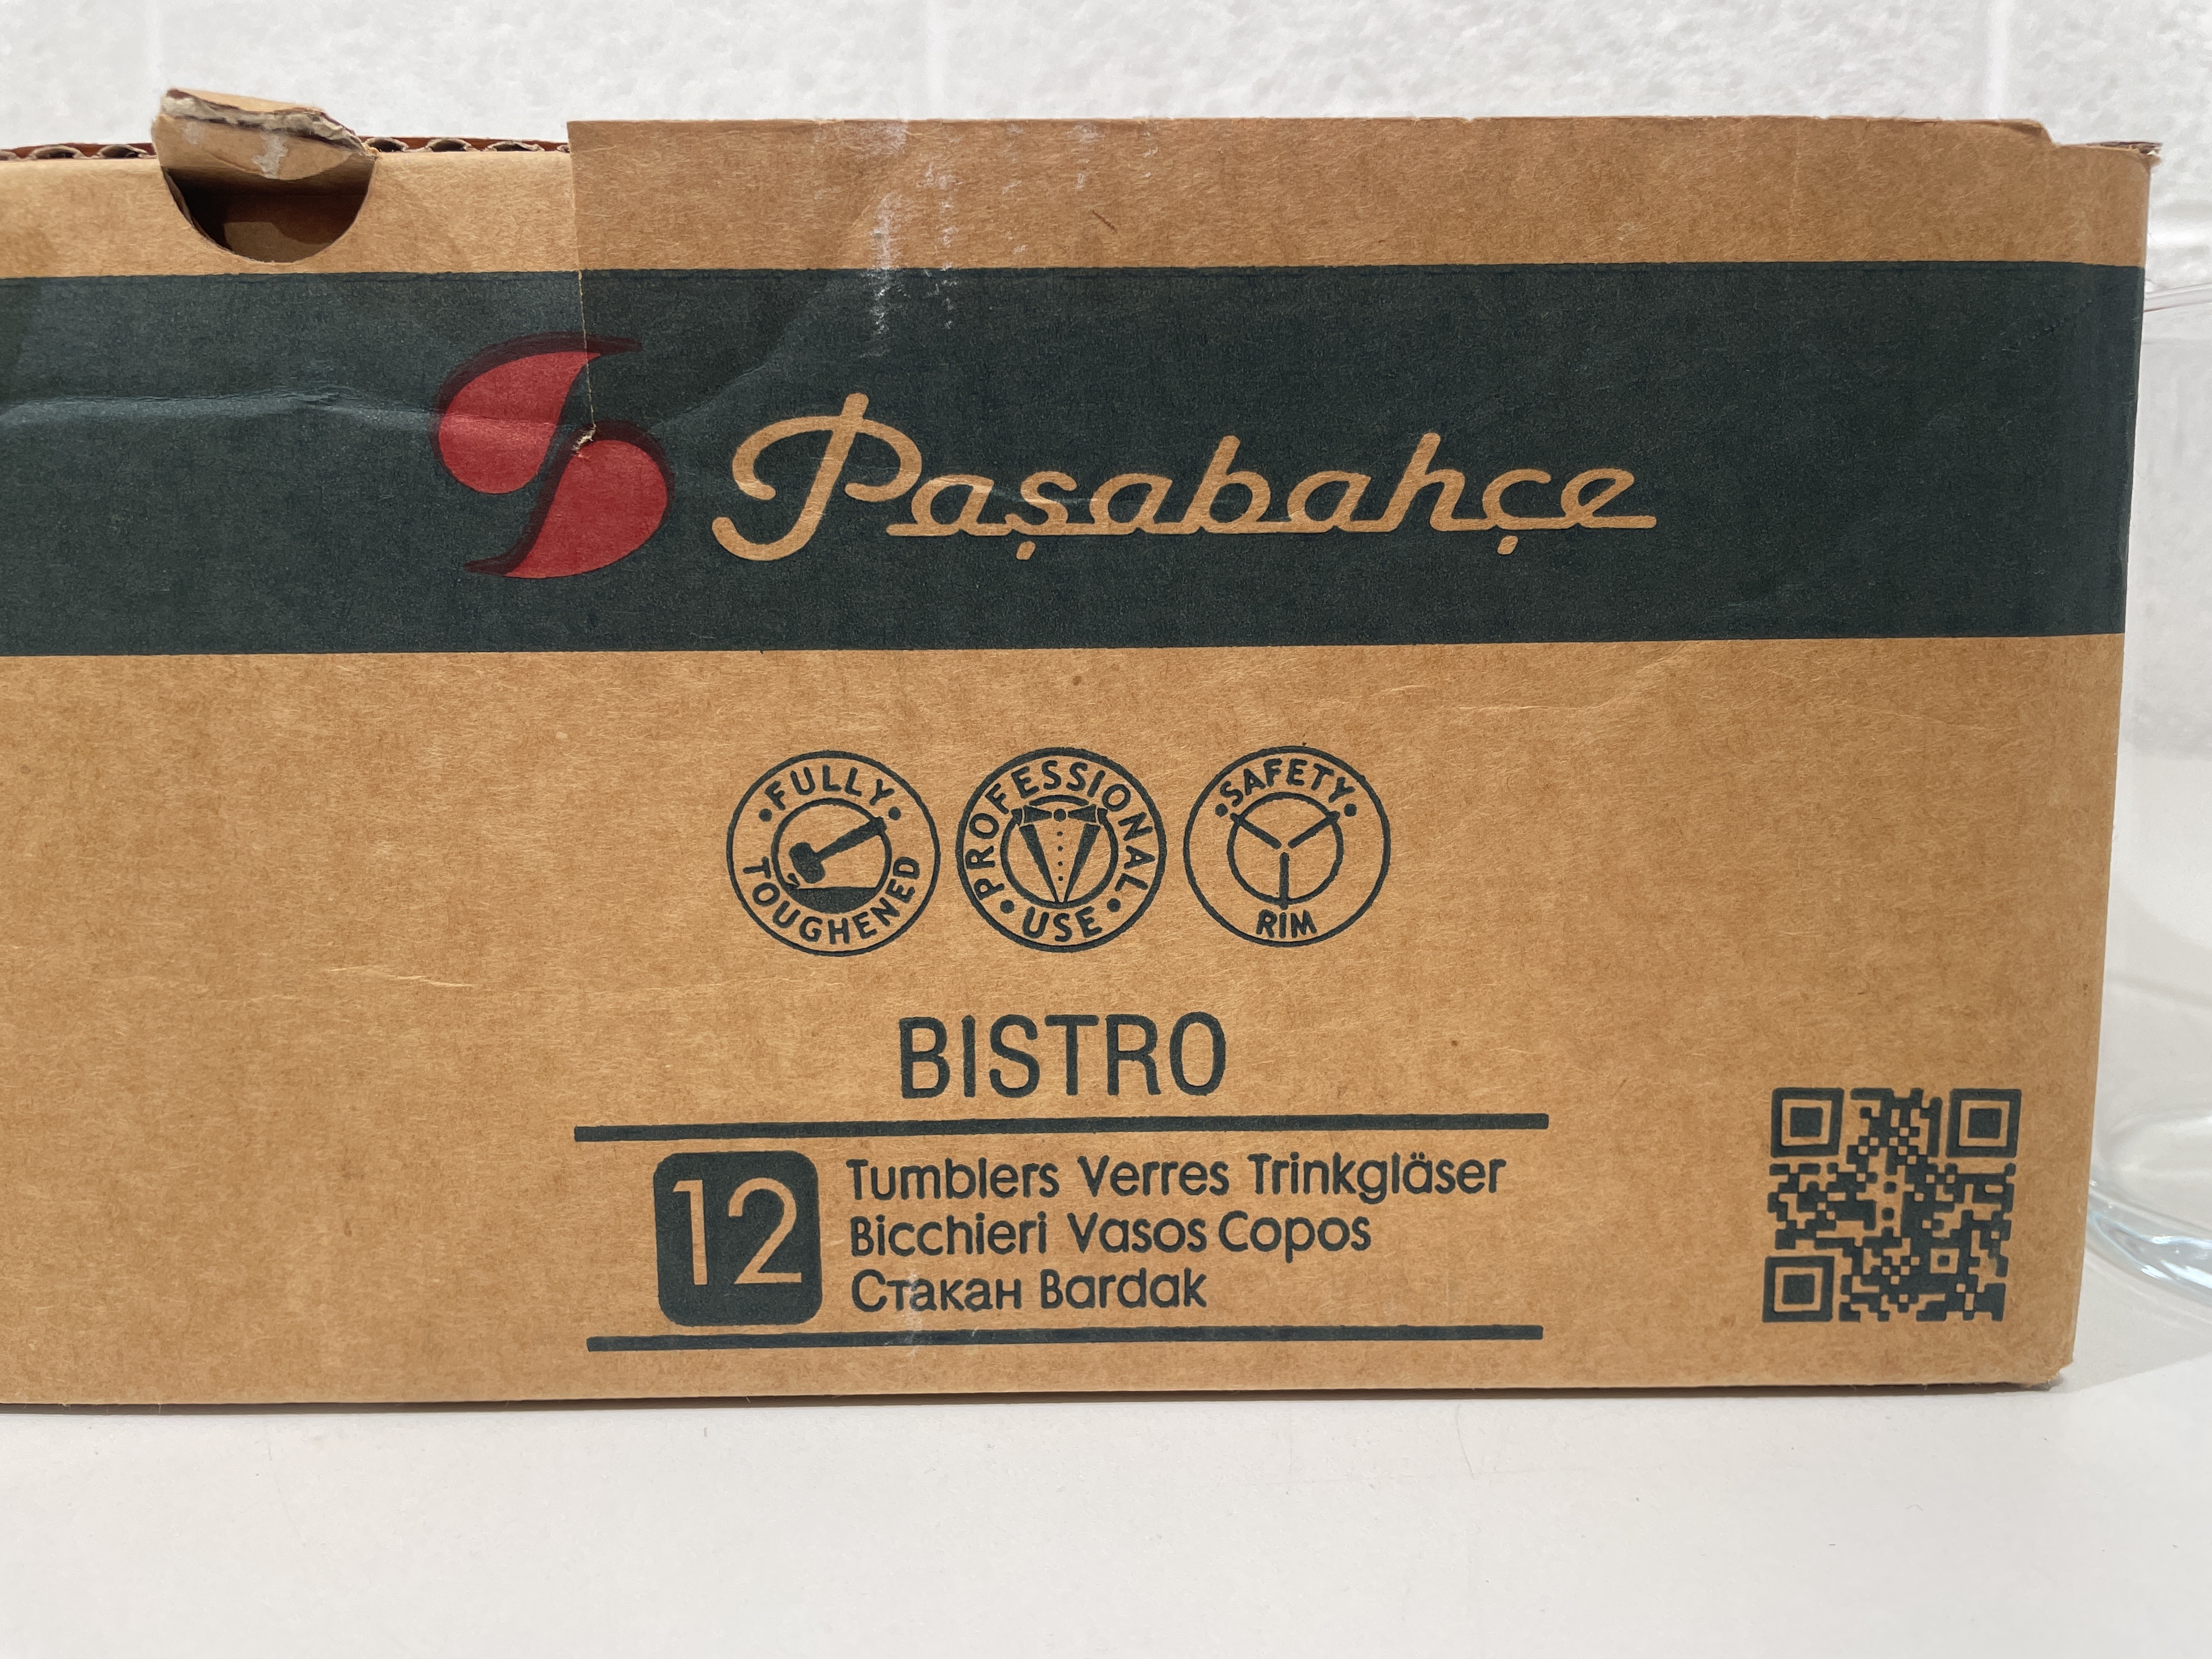 Paşabahçe
FULLY TOUGHENED
PROFESSIONAL USE
SAFETY RIM
BISTRO
12
Tumblers Verres Trinkgläser
Bicchieri Vasos Copos
Стакан Bardak